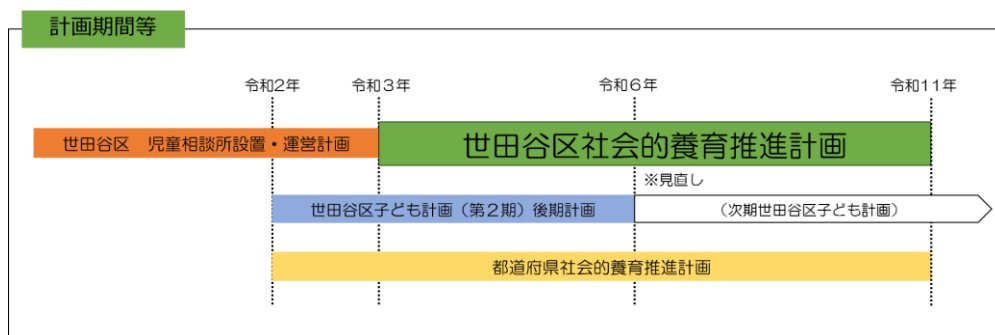 計画期間等
令和2年
令和3年
令和6年
令和11年
世田谷区　児童相談所設置・運営計画
世田谷区社会的養育推進計画
※見直し
世田谷区子ども計画（第２期）後期計画
（次期世田谷区子ども計画）
都道府県社会的養育推進計画